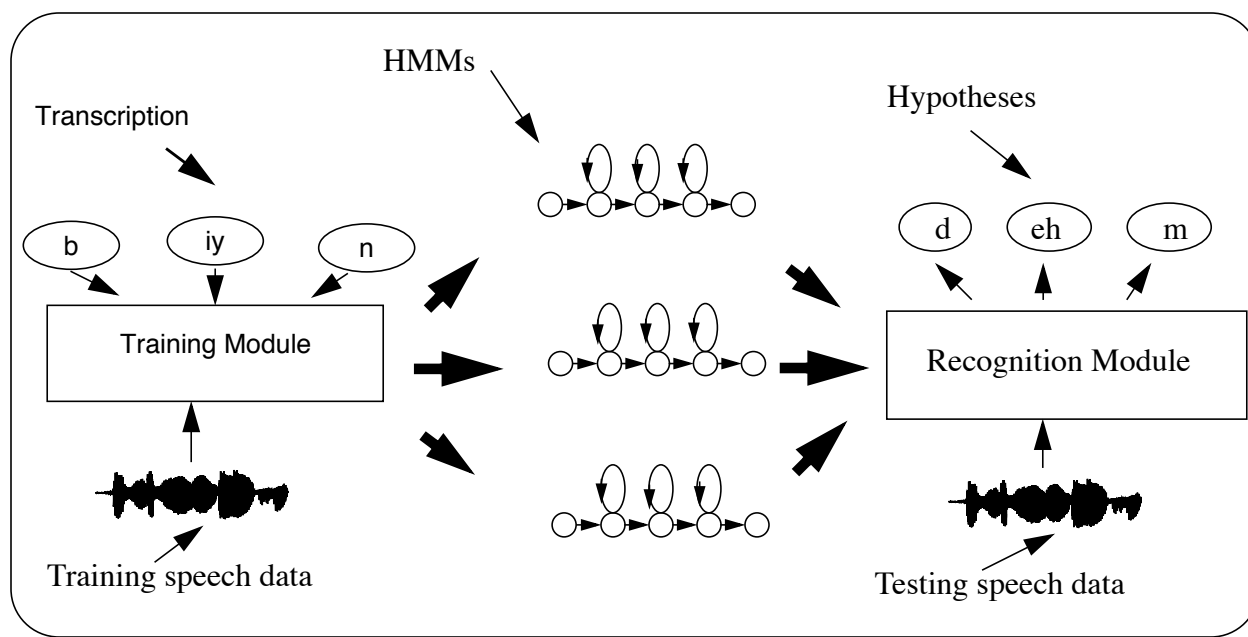 HMMs
Transcription
Hypotheses
b
iy
n
d
eh
m
Training Module
Recognition Module
Training speech data
Testing speech data